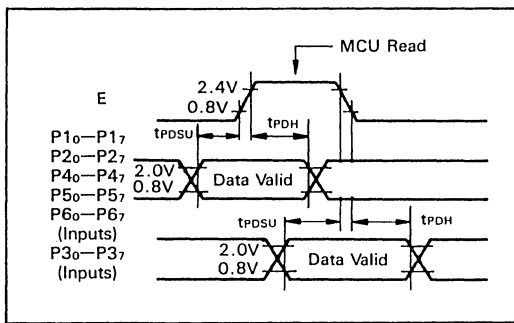 MCU Read
2.4V
E
0.8V
tPDSU
tPDH
P1₀—P1₇
P2₀—P2₇
P4₀—P4₇ 2.0V
Data Valid
P5₀—P5₇ 0.8V
P6₀—P6₇
(Inputs)
tPDSU
tPDH
P3₀—P3₇ 2.0V
Data Valid
(Inputs) 0.8V